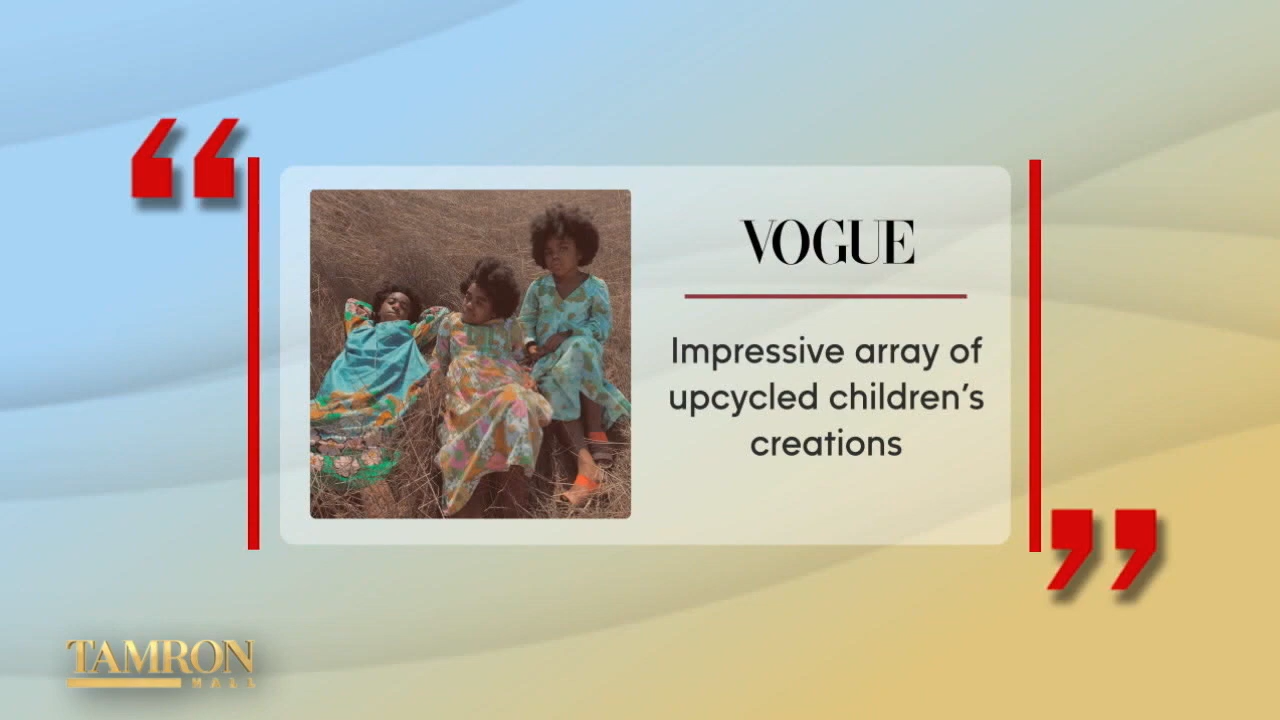 “
VOGUE
Impressive array of
upcycled children’s
creations
”
TAMRON
HALL